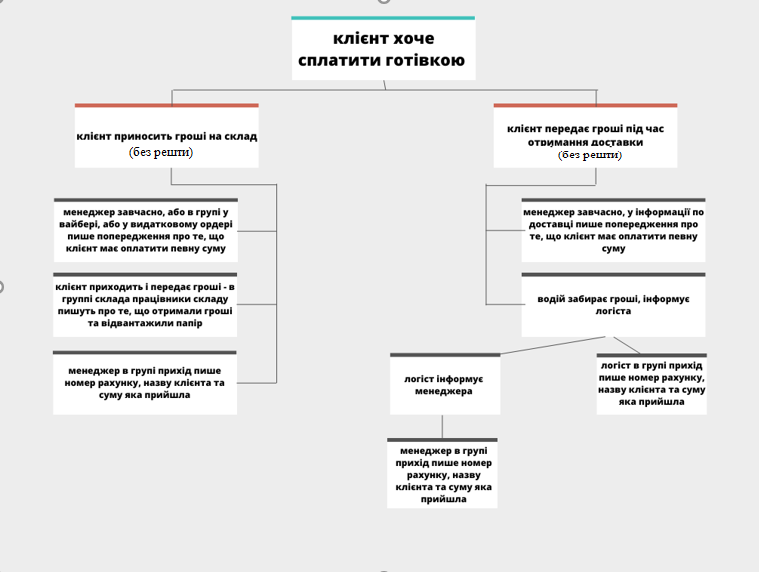 клієнт хоче
сплатити готівкою
клієнт приносить гроші на склад
(без решти)
менеджер завчасно, або в групі у
вайбері, або у видатковому ордері
пише попередження про те, що
клієнт має оплатити певну суму
клієнт приходить і передає гроші - в
группі склада працівники складу
пишуть про те, що отримали гроші
та відвантажили папір
менеджер в групі прихід пише
номер рахунку, назву клієнта та
суму яка прийшла
клієнт передає гроші під час
отримання доставки
(без решти)
менеджер завчасно, у інформації по
доставці пише попередження про
те, що клієнт має оплатити певну
суму
водій забирає гроші, інформує
логіста
логіст інформує
менеджера
менеджер в групі
прихід пише номер
рахунку, назву
клієнта та суму яка
прийшла
логіст в групі прихід
пише номер рахунку,
назву клієнта та суму
яка прийшла